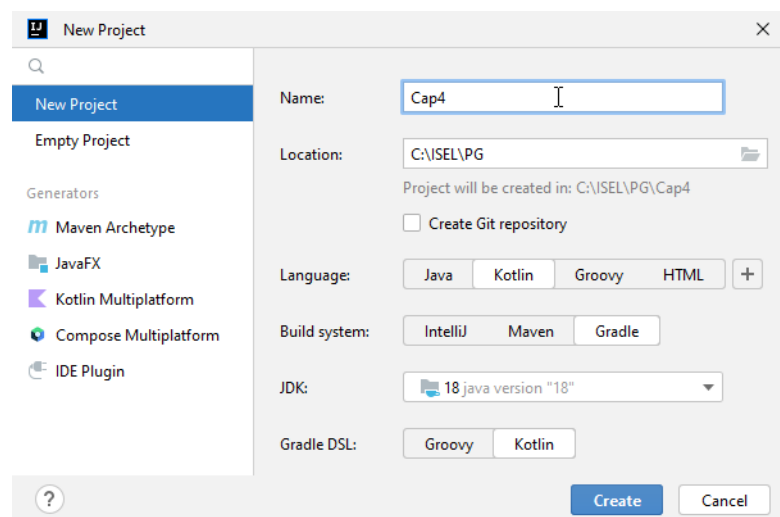 New Project
New Project
Empty Project
Generators
Maven Archetype
JavaFX
Kotlin Multiplatform
Compose Multiplatform
IDE Plugin
Name: Cap4
Location: C:\ISEL\PG
Project will be created in: C:\ISEL\PG\Cap4
Create Git repository
Language: Java Kotlin Groovy HTML +
Build system: IntelliJ Maven Gradle
JDK: 18 java version "18"
Gradle DSL: Groovy Kotlin
? Create Cancel